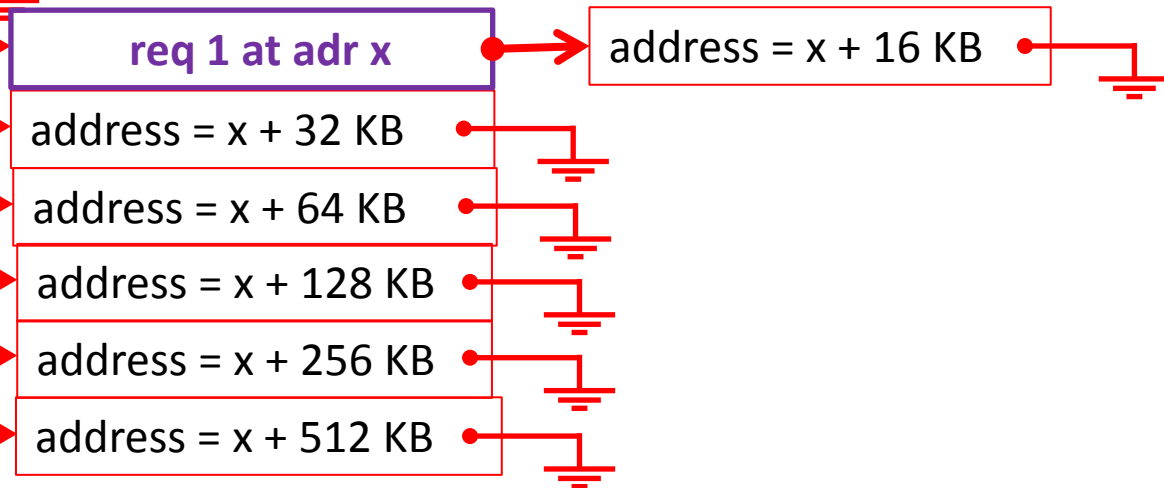 req 1 at adr x
address = x + 16 KB
address = x + 32 KB
address = x + 64 KB
address = x + 128 KB
address = x + 256 KB
address = x + 512 KB